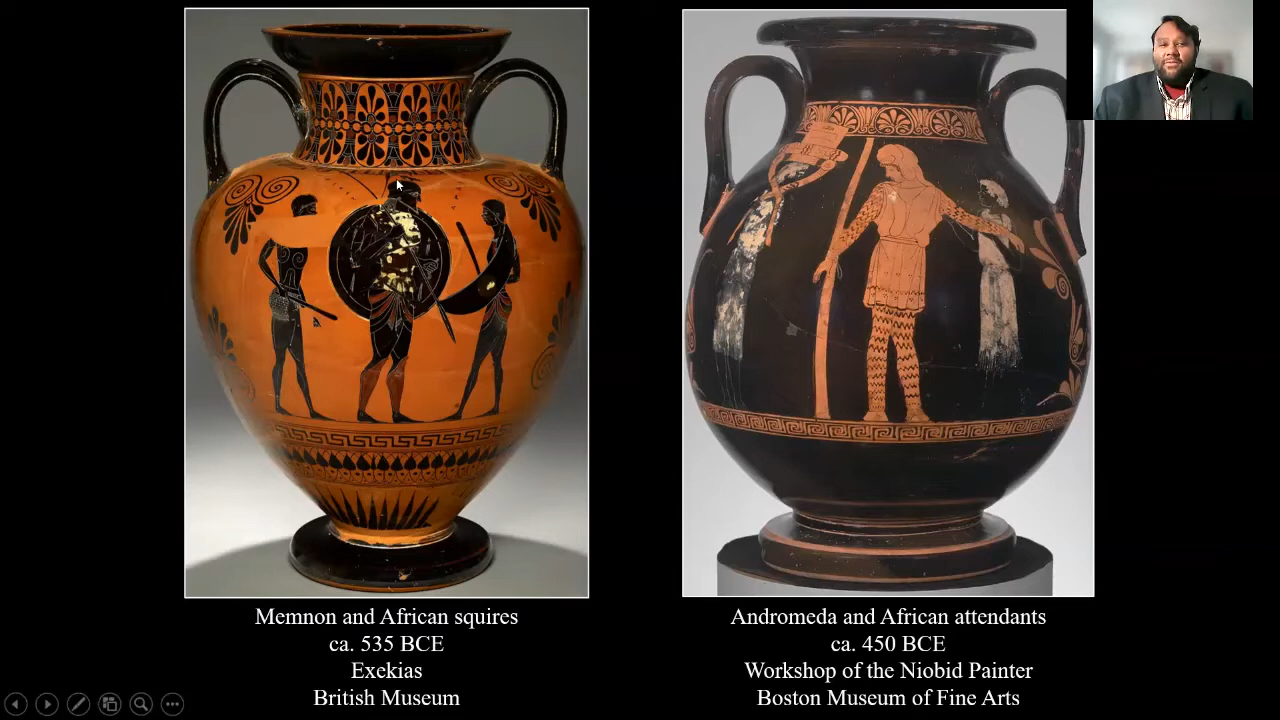 Memnon and African squires
ca. 535 BCE
Exekias
British Museum
Andromeda and African attendants
ca. 450 BCE
Workshop of the Niobid Painter
Boston Museum of Fine Arts